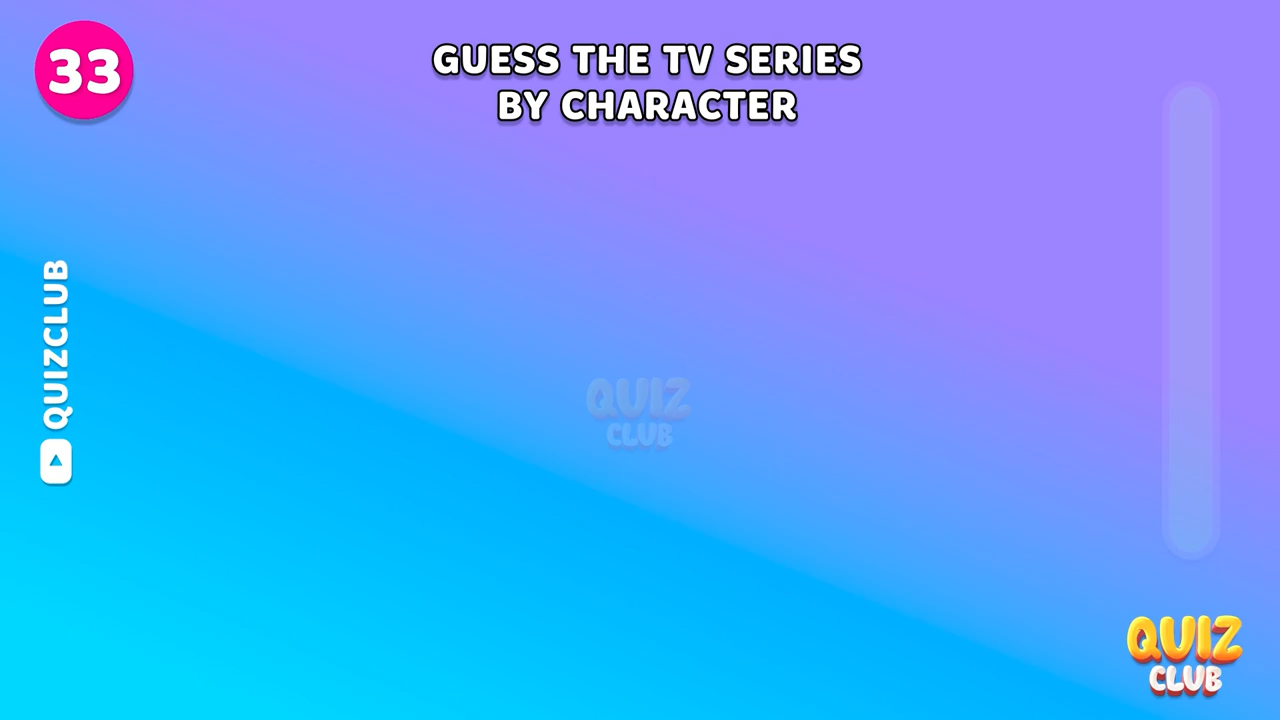 33
GUESS THE TV SERIES
BY CHARACTER
QUIZCLUB
QUIZ
CLUB
QUIZ
CLUB